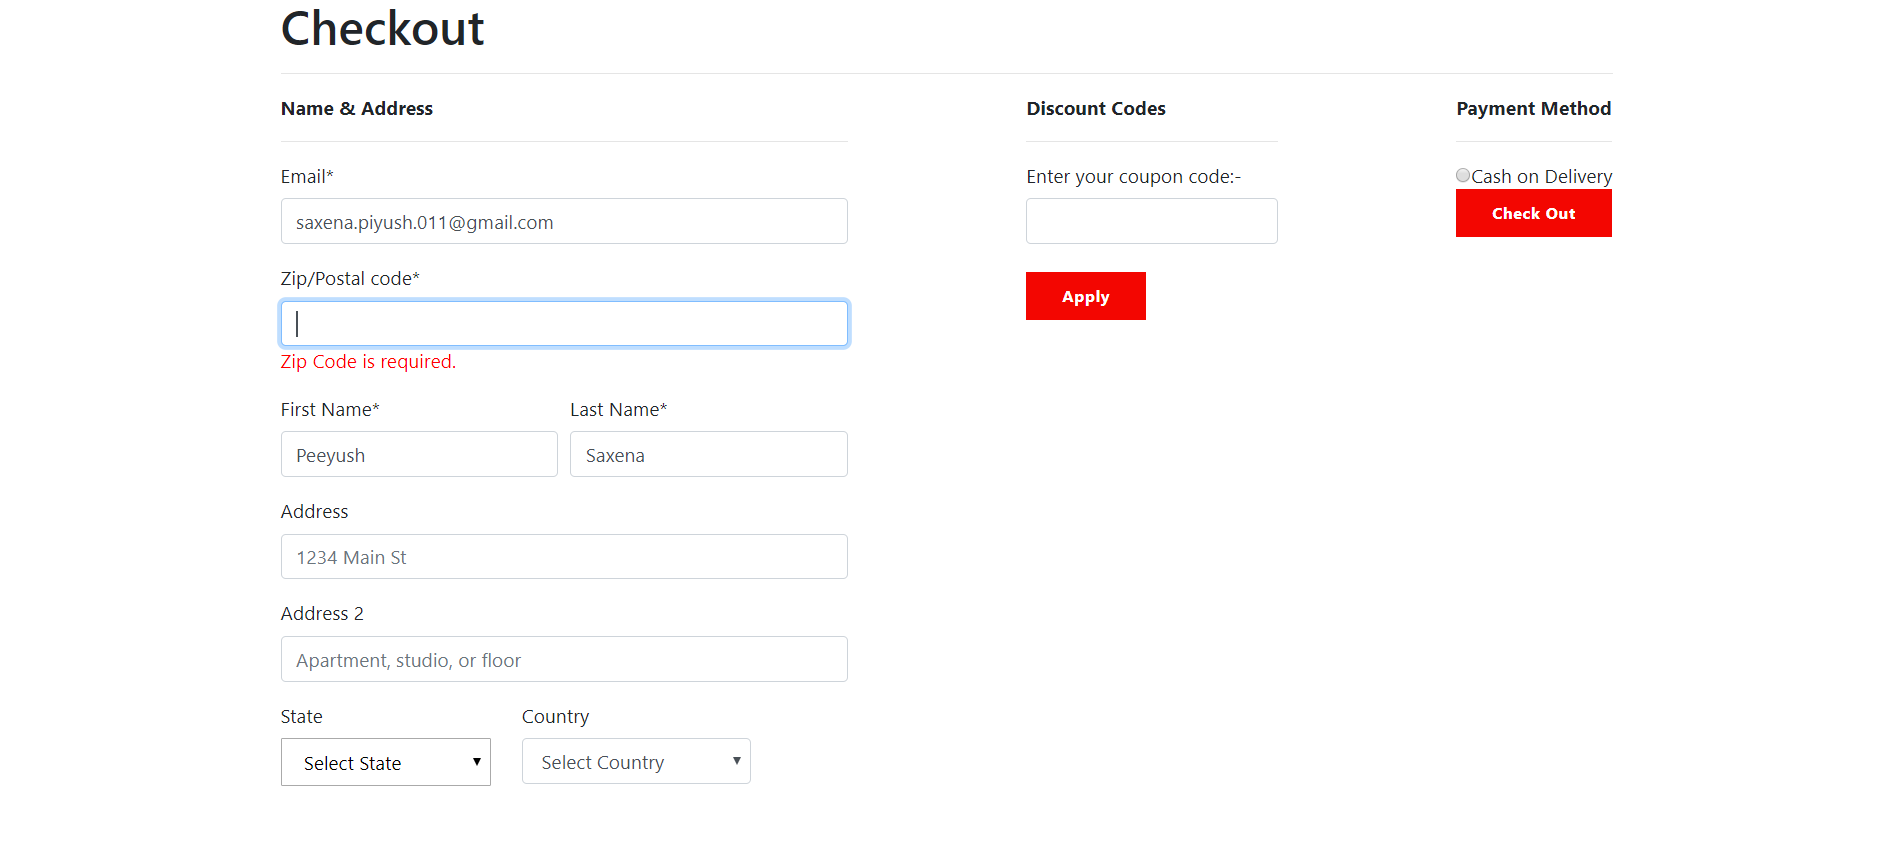 Checkout
Name & Address
Email*
saxena.piyush.011@gmail.com
Zip/Postal code*
Zip Code is required.
First Name* Last Name*
Peeyush Saxena
Address
1234 Main St
Address 2
Apartment, studio, or floor
State Country
Select State Select Country
Discount Codes
Enter your coupon code:-
Apply
Payment Method
Cash on Delivery
Check Out